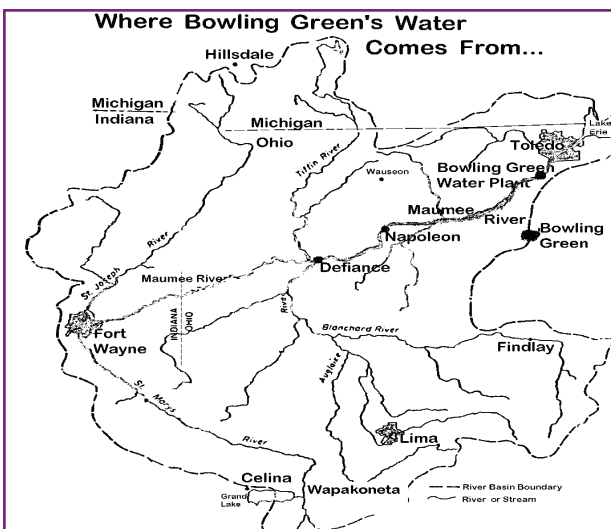 Where Bowling Green's Water
Comes From...
Hillsdale
Michigan
Indiana
Michigan
Ohio
Lake
Erie
Toledo
Tiffin River
Wauseon
Bowling Green
Water Plant
Maumee
River
Napoleon
Bowling
Green
Defiance
St. Joseph
River
Maumee River
INDIANA
OHIO
River
Fort
Wayne
Blanchard River
Findlay
Auglaize
St. Marys
River
Lima
Celina
Grand
Lake
Wapakoneta
River Basin Boundary
River or Stream